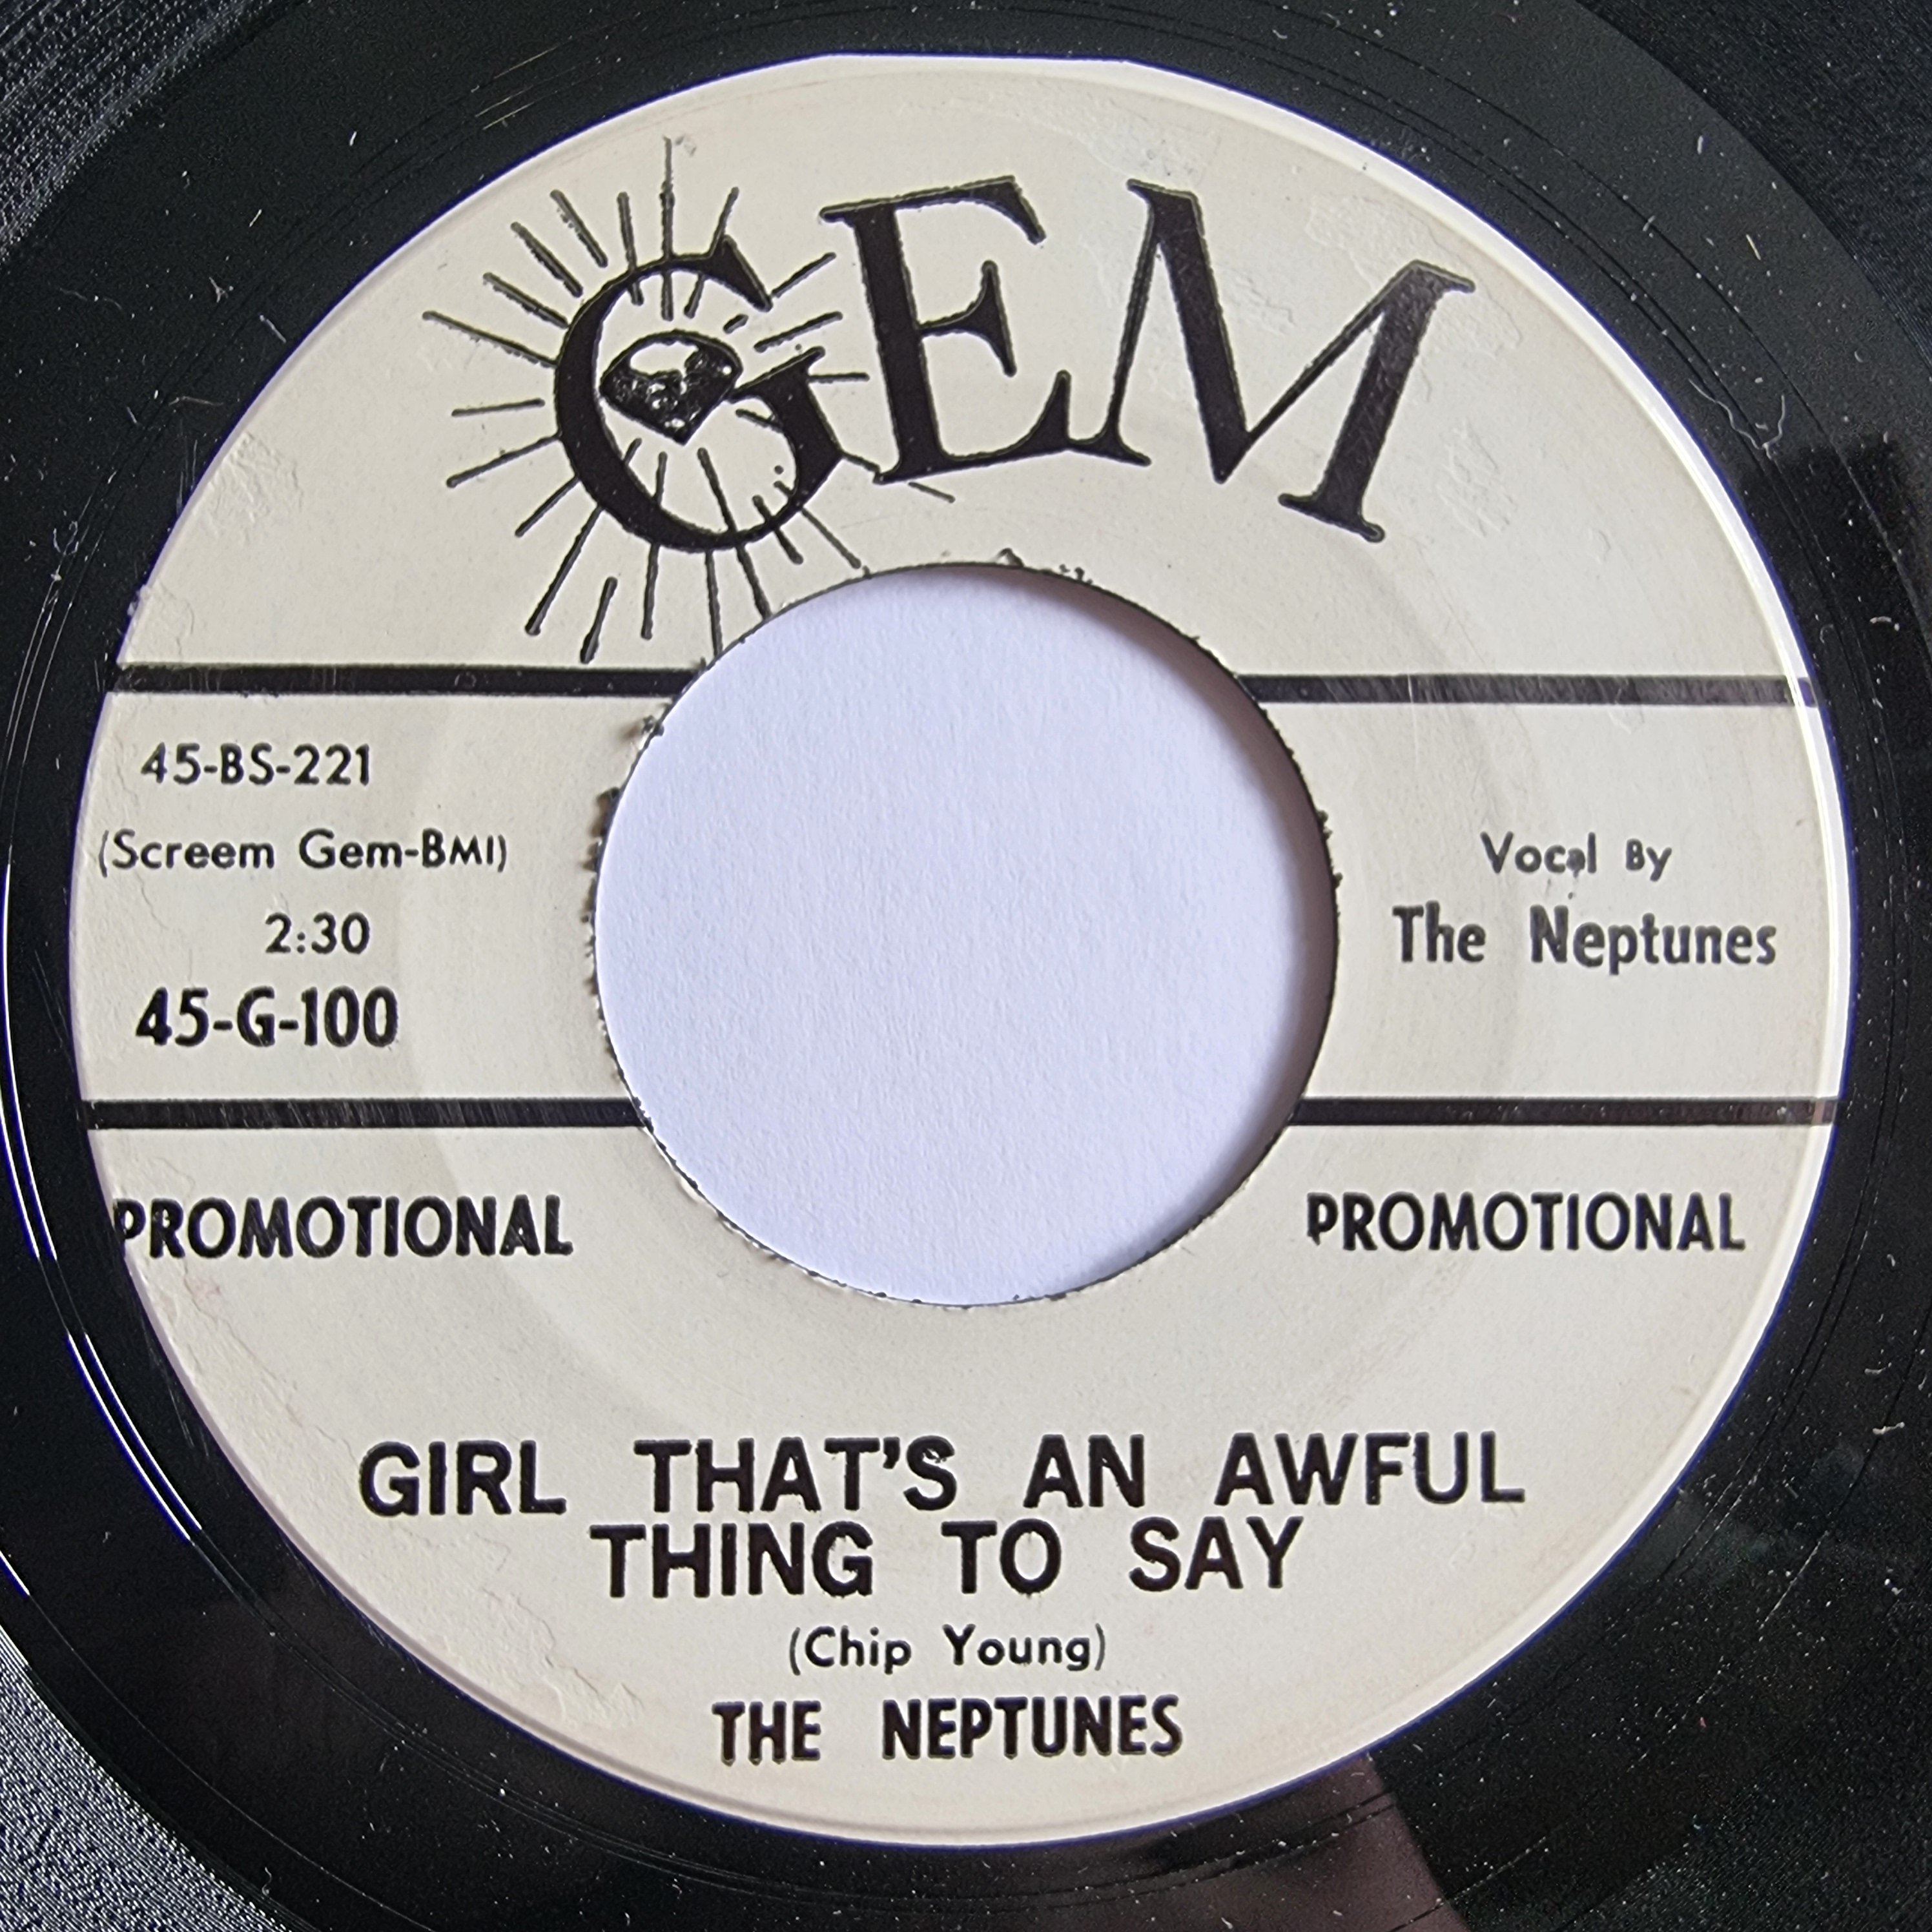 GEM
45-BS-221
(Screem Gem-BMI)
2:30
45-G-100
Vocal By
The Neptunes
PROMOTIONAL
PROMOTIONAL
GIRL THAT'S AN AWFUL
THING TO SAY
(Chip Young)
THE NEPTUNES